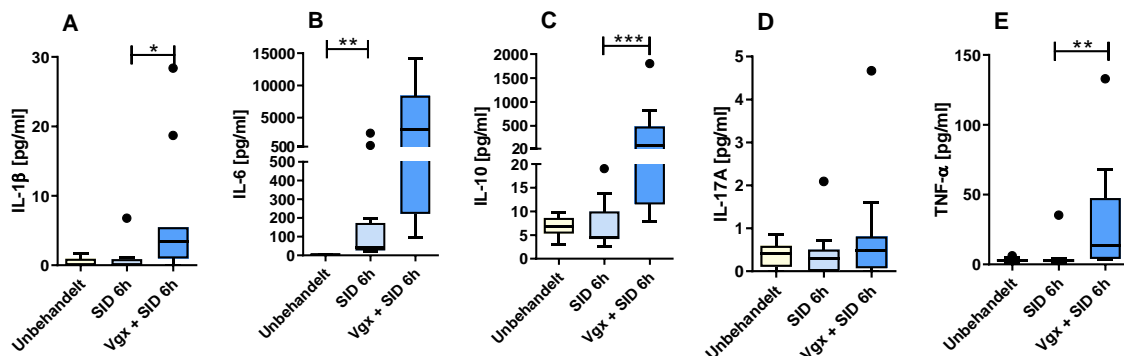 A
B
C
D
E
*
**
***
**
IL-1β [pg/ml]
30
20
10
0
Unbehandelt
SID 6h
Vgx + SID 6h
IL-6 [pg/ml]
15000
10000
5000
500
500
400
300
200
100
0
Unbehandelt
SID 6h
Vgx + SID 6h
IL-10 [pg/ml]
2000
1500
1000
500
20
20
15
10
5
0
Unbehandelt
SID 6h
Vgx + SID 6h
IL-17A [pg/ml]
5
4
3
2
1
0
Unbehandelt
SID 6h
Vgx + SID 6h
TNF-α [pg/ml]
150
100
50
0
Unbehandelt
SID 6h
Vgx + SID 6h